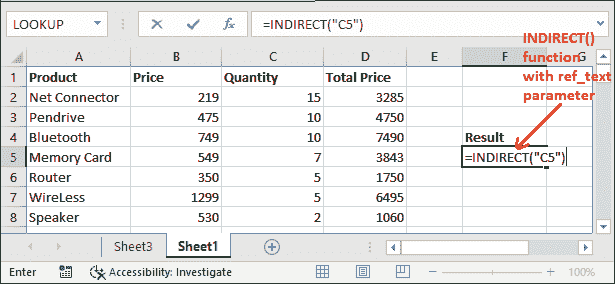 LOOKUP =INDIRECT("C5")
INDIRECT()
function
with ref_text
parameter
A B C D E F G
1 Product Price Quantity Total Price
2 Net Connector 219 15 3285
3 Pendrive 475 10 4750
4 Bluetooth 749 10 7490 Result
5 Memory Card 549 7 3843 =INDIRECT("C5")
6 Router 350 5 1750
7 WireLess 1299 5 6495
8 Speaker 530 2 1060
Sheet3 Sheet1
Enter Accessibility: Investigate 100%